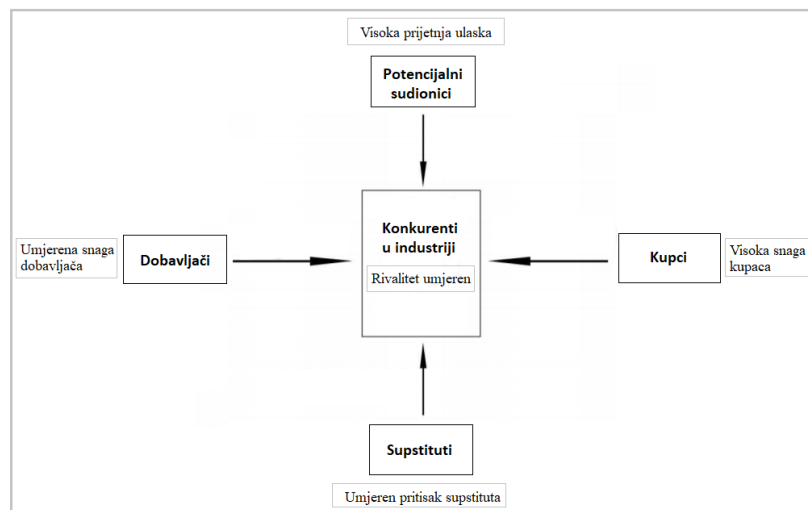 Visoka prijetnja ulaska
Potencijalni
sudionici
Konkurenti
u industriji
Rivalitet umjeren
Umjerena snaga
dobavljača
Dobavljači
Kupci
Visoka snaga
kupaca
Supstituti
Umjeren pritisak supstituta